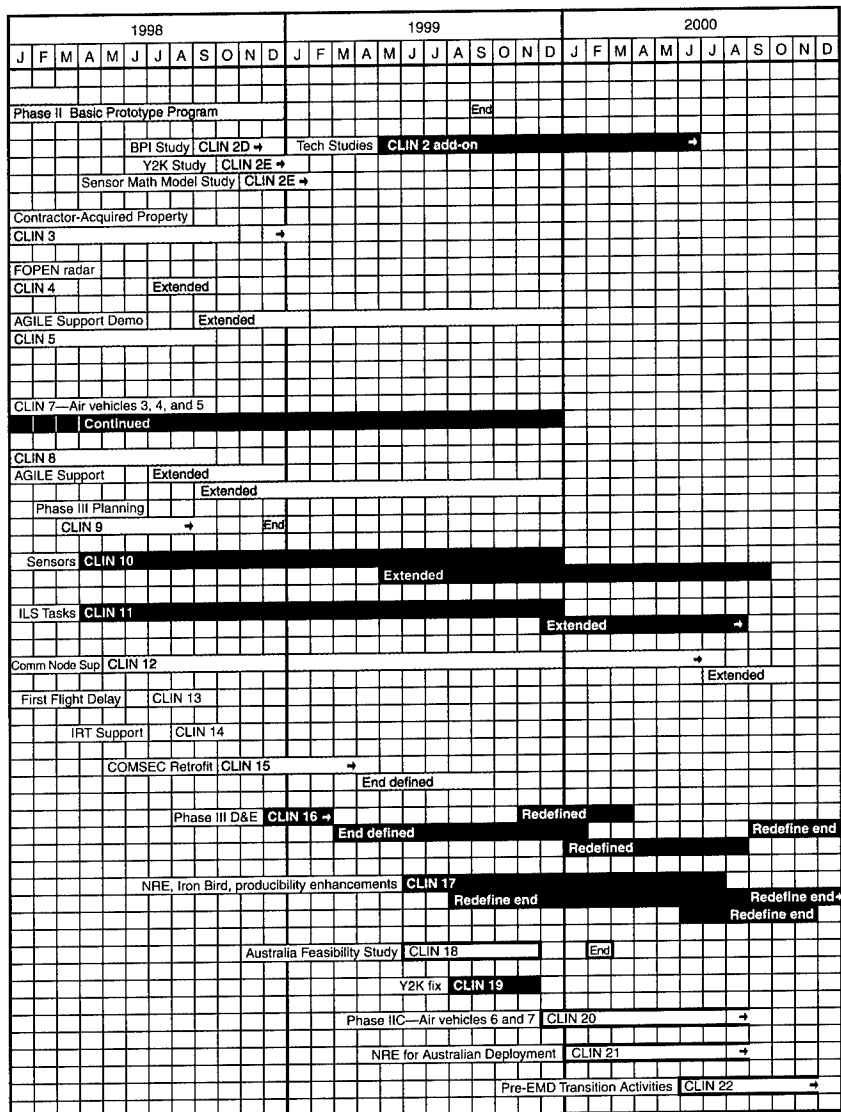 1998 1999 2000
J F M A M J J A S O N D J F M A M J J A S O N D J F M A M J J A S O N D
Phase II Basic Prototype Program End
BPI Study CLIN 2D → Tech Studies CLIN 2 add-on →
Y2K Study CLIN 2E →
Sensor Math Model Study CLIN 2E →
Contractor-Acquired Property
CLIN 3 →
FOPEN radar
CLIN 4 Extended
AGILE Support Demo Extended
CLIN 5
CLIN 7—Air vehicles 3, 4, and 5
Continued
CLIN 8
AGILE Support Extended
Extended
Phase III Planning
CLIN 9 → End
Sensors CLIN 10
Extended
ILS Tasks CLIN 11
Extended →
Comm Node Sup CLIN 12 →
Extended
First Flight Delay CLIN 13
IRT Support CLIN 14
COMSEC Retrofit CLIN 15 →
End defined
Phase III D&E CLIN 16 → Redefined
End defined Redefine end
Redefined
NRE, Iron Bird, producibility enhancements CLIN 17
Redefine end Redefine end→
Redefine end
Australia Feasibility Study CLIN 18 End
Y2K fix CLIN 19
Phase IIC—Air vehicles 6 and 7 CLIN 20 →
NRE for Australian Deployment CLIN 21 →
Pre-EMD Transition Activities CLIN 22 →